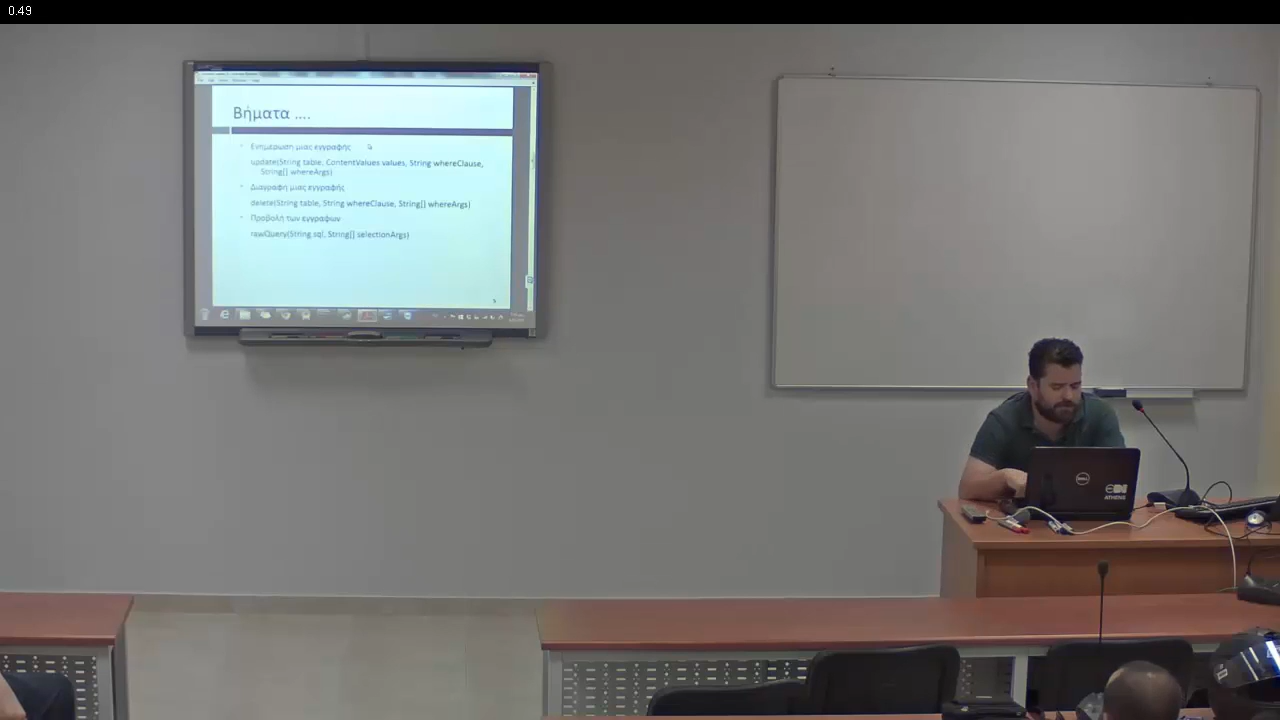 0.49
Βήματα ....
Ενημέρωση μιας εγγραφής
update(String table, ContentValues values, String whereClause,
String[] whereArgs)
Διαγραφή μιας εγγραφής
delete(String table, String whereClause, String[] whereArgs)
Προβολή των εγγραφων
rawQuery(String sql, String[] selectionArgs)
DELL
ATHENS